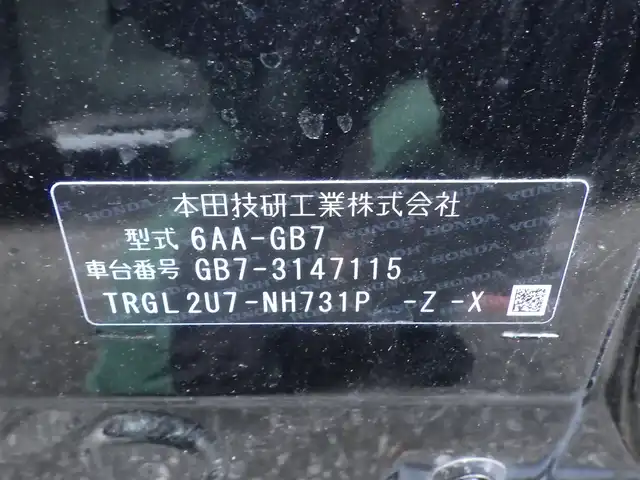 本田技研工業株式会社
型式 6AA-GB7
車台番号 GB7-3147115
TRGL2U7-NH731P -Z -X